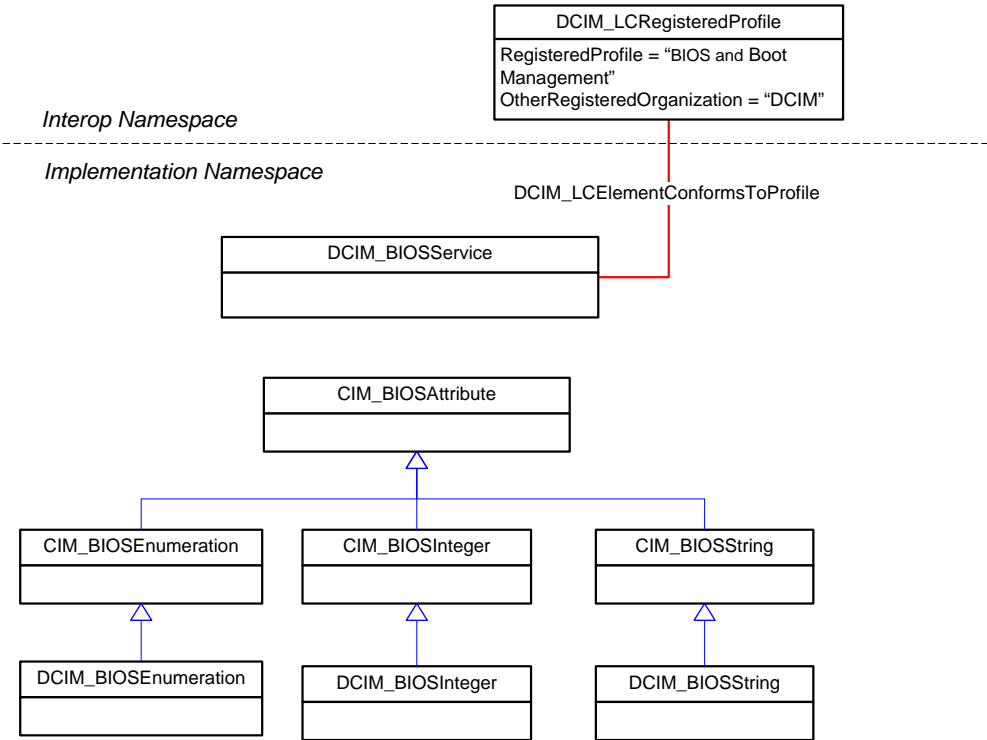 DCIM_LCRegisteredProfile
RegisteredProfile = “BIOS and Boot
Management”
OtherRegisteredOrganization = “DCIM”
Interop Namespace
Implementation Namespace
DCIM_LCElementConformsToProfile
DCIM_BIOSService
CIM_BIOSAttribute
CIM_BIOSEnumeration
CIM_BIOSInteger
CIM_BIOSString
DCIM_BIOSEnumeration
DCIM_BIOSInteger
DCIM_BIOSString